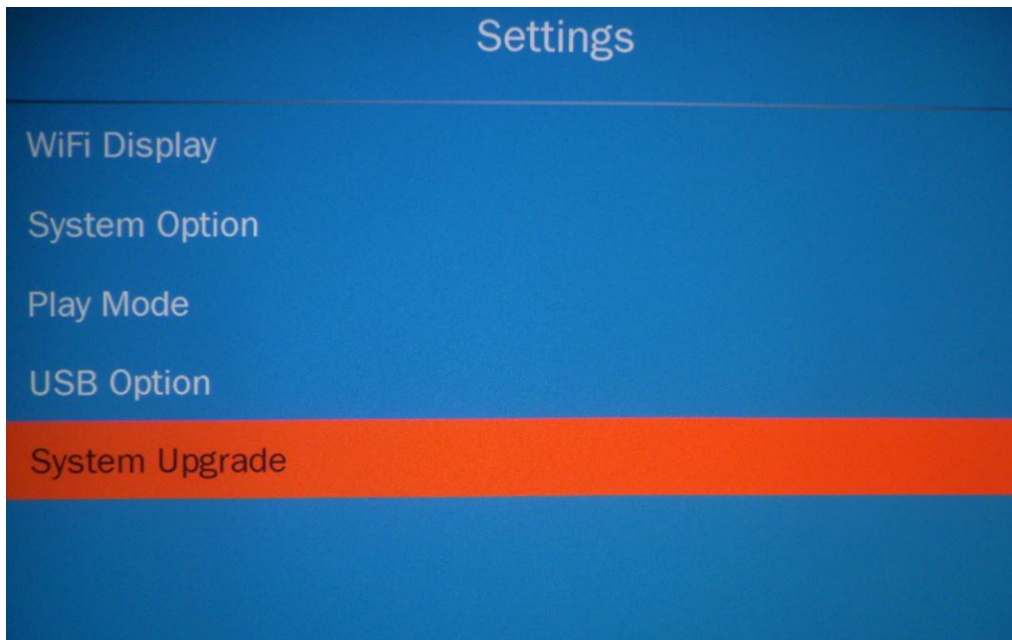 Settings
WiFi Display
System Option
Play Mode
USB Option
System Upgrade